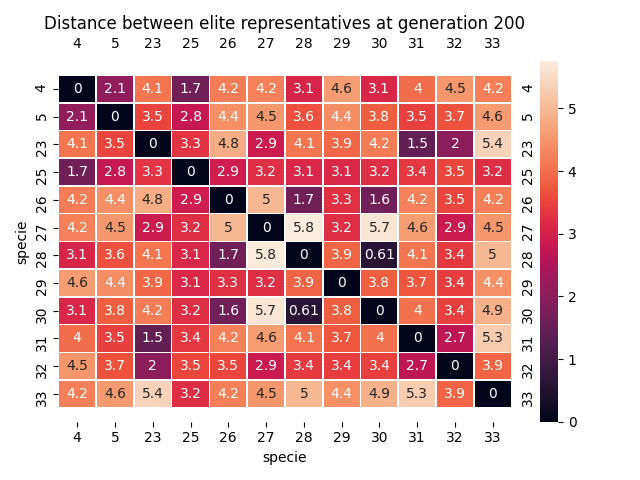 Distance between elite representatives at generation 200
4 5 23 25 26 27 28 29 30 31 32 33
4 0 2.1 4.1 1.7 4.2 4.2 3.1 4.6 3.1 4 4.5 4.2 4
5 2.1 0 3.5 2.8 4.4 4.5 3.6 4.4 3.8 3.5 3.7 4.6 5 5
23 4.1 3.5 0 3.3 4.8 2.9 4.1 3.9 4.2 1.5 2 5.4 23 4
25 1.7 2.8 3.3 0 2.9 3.2 3.1 3.1 3.2 3.4 3.5 3.2 25
26 4.2 4.4 4.8 2.9 0 5 1.7 3.3 1.6 4.2 3.5 4.2 26
specie
27 4.2 4.5 2.9 3.2 5 0 5.8 3.2 5.7 4.6 2.9 4.5 27 3
28 3.1 3.6 4.1 3.1 1.7 5.8 0 3.9 0.61 4.1 3.4 5 28
29 4.6 4.4 3.9 3.1 3.3 3.2 3.9 0 3.8 3.7 3.4 4.4 29 2
30 3.1 3.8 4.2 3.2 1.6 5.7 0.61 3.8 0 4 3.4 4.9 30
31 4 3.5 1.5 3.4 4.2 4.6 4.1 3.7 4 0 2.7 5.3 31
32 4.5 3.7 2 3.5 3.5 2.9 3.4 3.4 3.4 2.7 0 3.9 32 1
33 4.2 4.6 5.4 3.2 4.2 4.5 5 4.4 4.9 5.3 3.9 0 33
0
4 5 23 25 26 27 28 29 30 31 32 33
specie